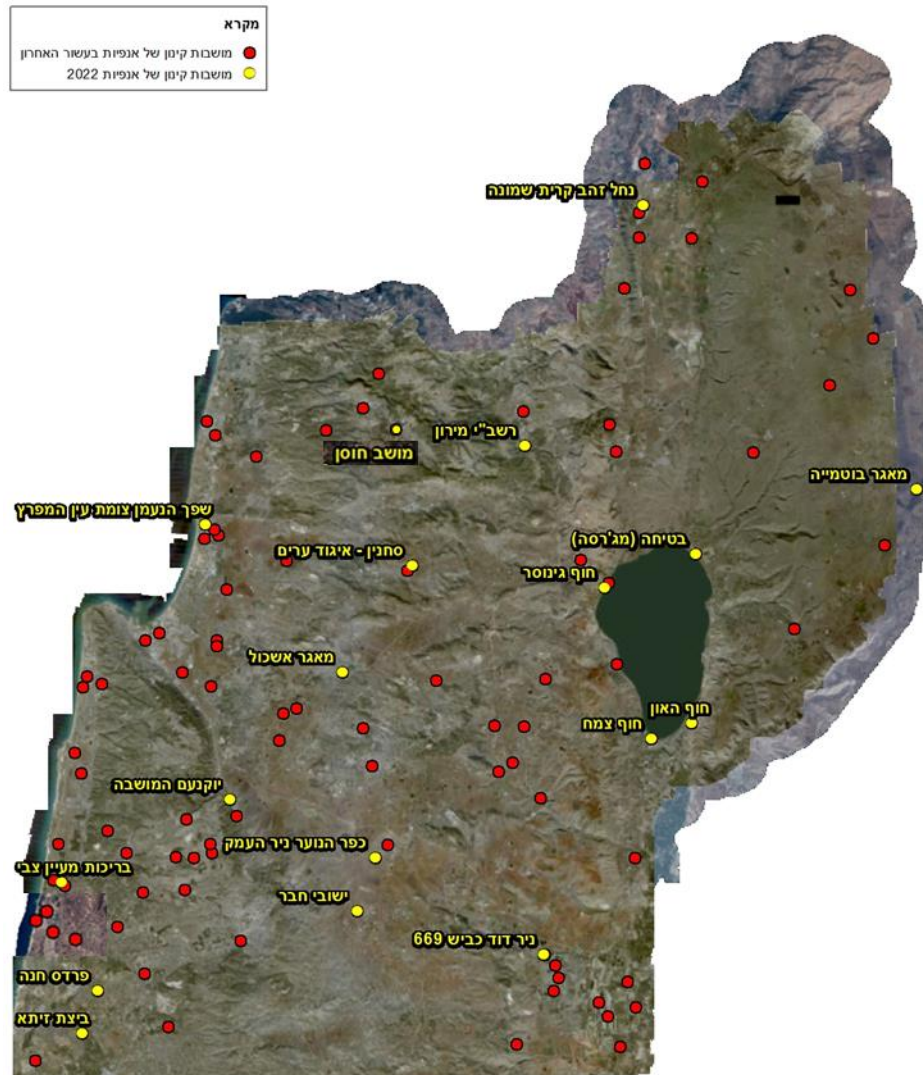 מקרא
מושבות קינון של אנפיות בעשור האחרון
מושבות קינון של אנפיות 2022
נחל זהב קרית שמונה
רשב"י מירון
מושב חוסן
מאגר בוטמייה
שפך הנעמן צומת עין המפרץ
בטיחה (מג'רסה)
סחנין - איגוד ערים
חוף גינוסר
מאגר אשכול
חוף האון
חוף צמח
יוקנעם המושבה
כפר הנוער ניר העמק
בריכות מעיין צבי
ישובי חבר
ניר דוד כביש 669
פרדס חנה
ביצת זיתא